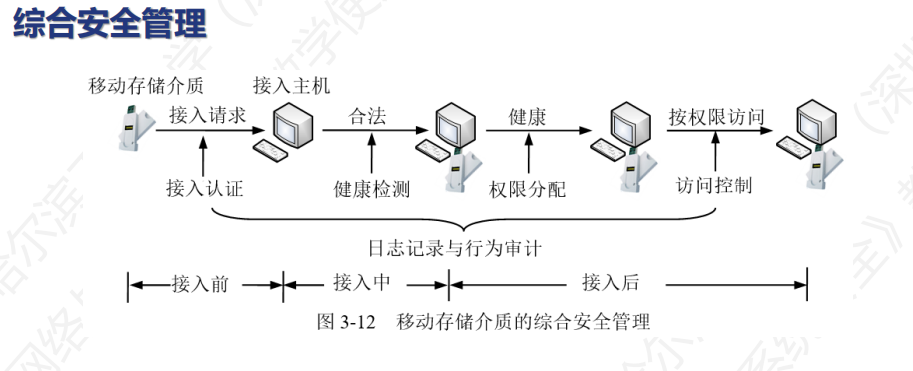 综合安全管理
移动存储介质 接入主机
接入请求 合法 健康 按权限访问
接入认证 健康检测 权限分配 访问控制
日志记录与行为审计
接入前 接入中 接入后
图 3-12 移动存储介质的综合安全管理